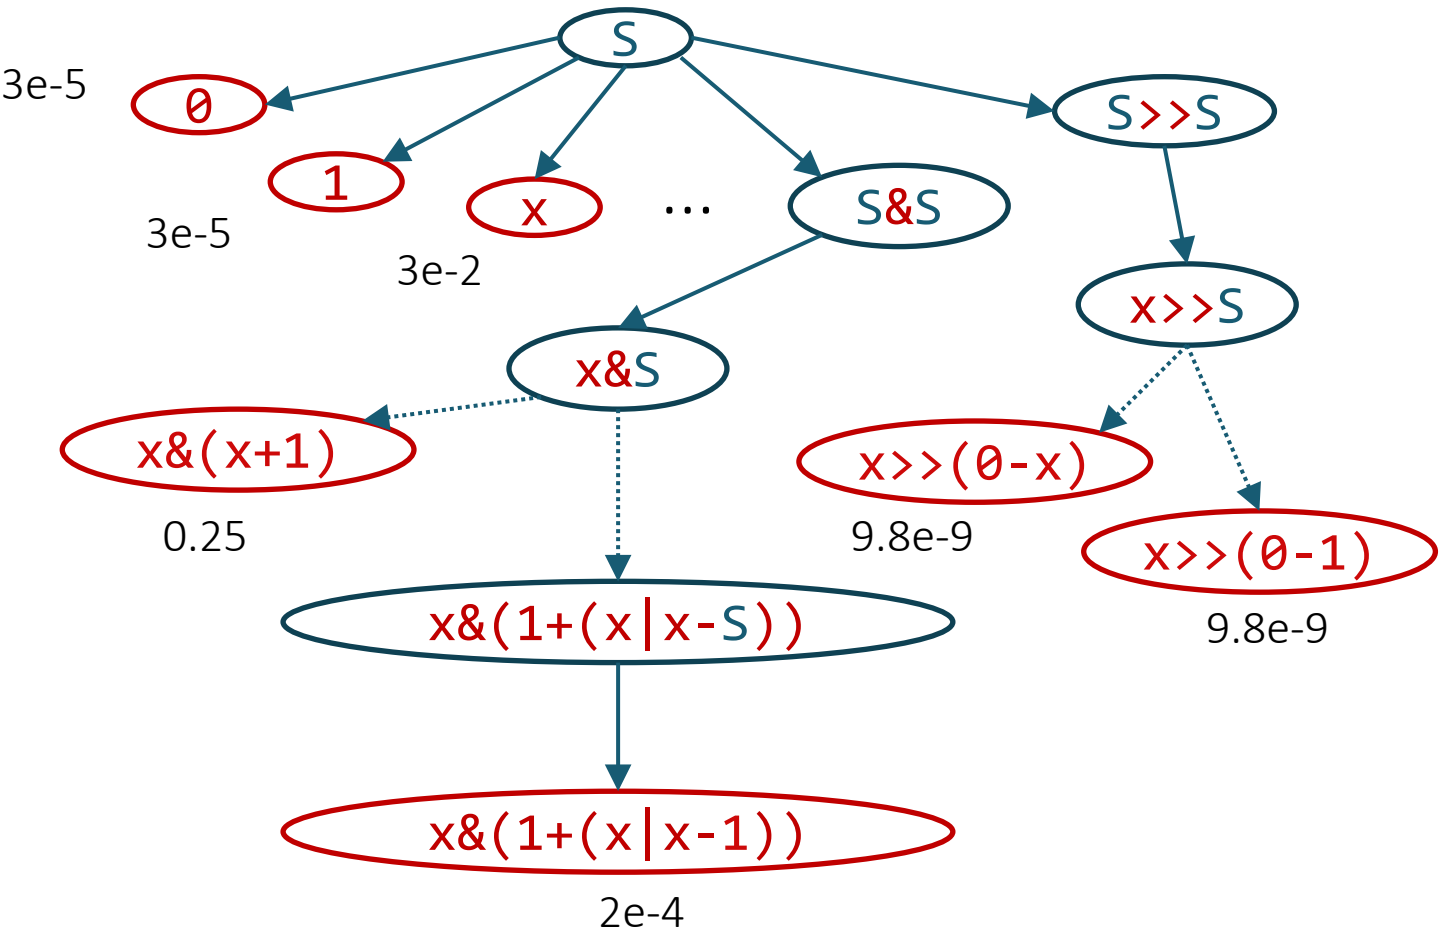 S
3e-5
0
S>>S
1
x
...
S&S
3e-5
3e-2
x>>S
x&S
x&(x+1)
x>>(0-x)
0.25
9.8e-9
x>>(0-1)
x&(1+(x|x-S))
9.8e-9
x&(1+(x|x-1))
2e-4